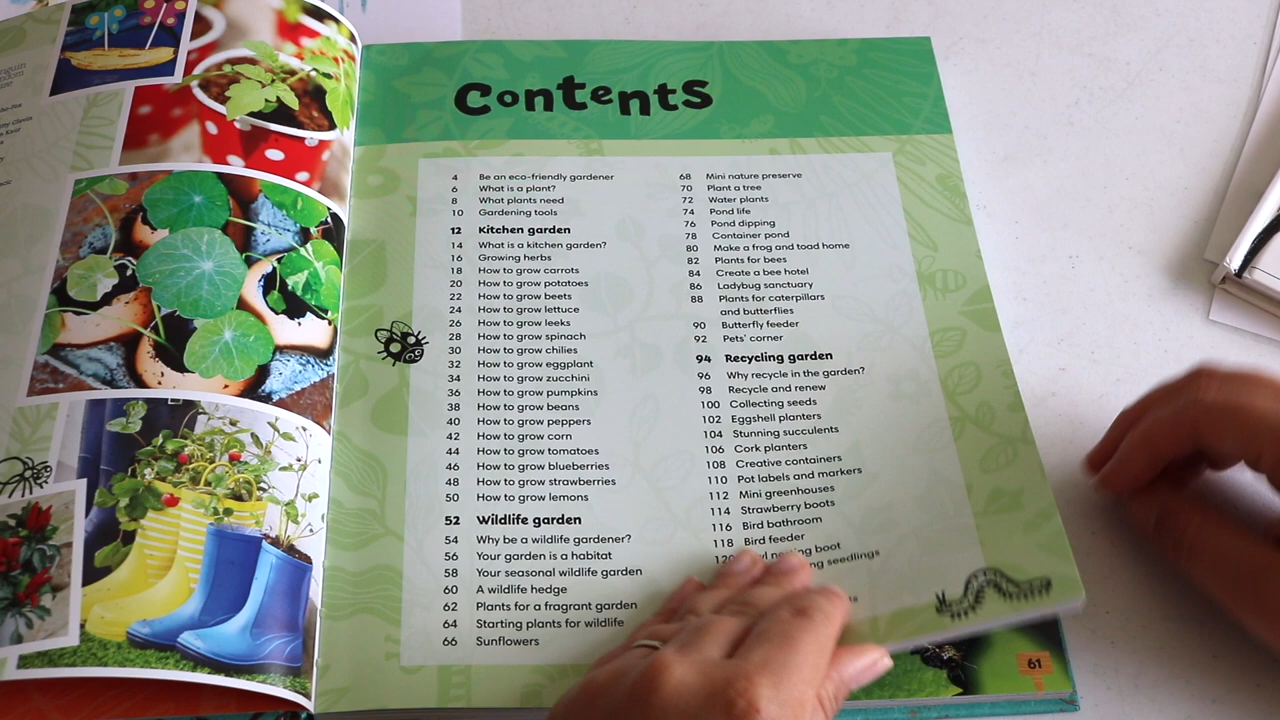 Contents
4 Be an eco-friendly gardener
6 What is a plant?
8 What plants need
10 Gardening tools
12 Kitchen garden
14 What is a kitchen garden?
16 Growing herbs
18 How to grow carrots
20 How to grow potatoes
22 How to grow beets
24 How to grow lettuce
26 How to grow leeks
28 How to grow spinach
30 How to grow chilies
32 How to grow eggplant
34 How to grow zucchini
36 How to grow pumpkins
38 How to grow beans
40 How to grow peppers
42 How to grow corn
44 How to grow tomatoes
46 How to grow blueberries
48 How to grow strawberries
50 How to grow lemons
52 Wildlife garden
54 Why be a wildlife gardener?
56 Your garden is a habitat
58 Your seasonal wildlife garden
60 A wildlife hedge
62 Plants for a fragrant garden
64 Starting plants for wildlife
66 Sunflowers
68 Mini nature preserve
70 Plant a tree
72 Water plants
74 Pond life
76 Pond dipping
78 Container pond
80 Make a frog and toad home
82 Plants for bees
84 Create a bee hotel
86 Ladybug sanctuary
88 Plants for caterpillars
and butterflies
90 Butterfly feeder
92 Pets' corner
94 Recycling garden
96 Why recycle in the garden?
98 Recycle and renew
100 Collecting seeds
102 Eggshell planters
104 Stunning succulents
106 Cork planters
108 Creative containers
110 Pot labels and markers
112 Mini greenhouses
114 Strawberry boots
116 Bird bathroom
118 Bird feeder
boot
seedlings
61